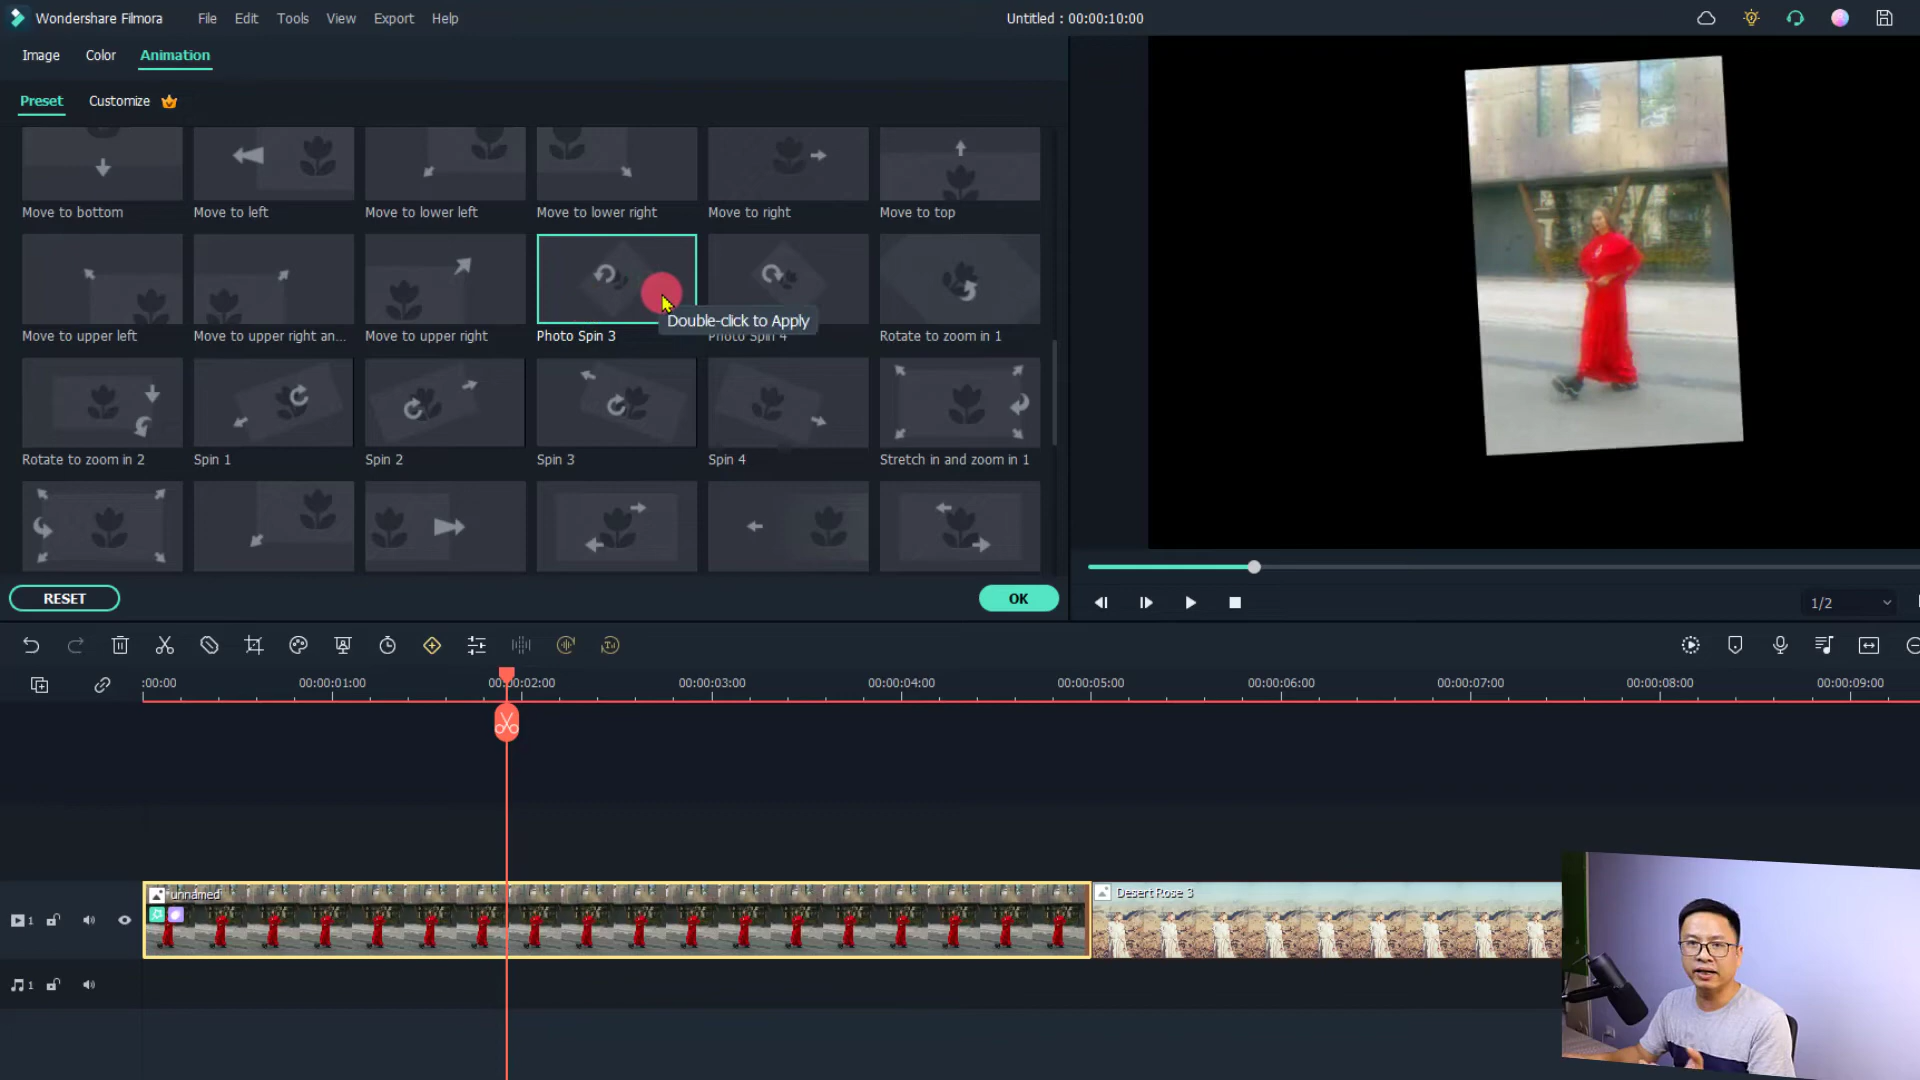 Wondershare Filmora File Edit Tools View Export Help Untitled : 00:00:10:00
Image Color Animation
Preset Customize
Move to bottom Move to left Move to lower left Move to lower right Move to right Move to top
Double-click to Apply
Move to upper left Move to upper right an... Move to upper right Photo Spin 3 Photo Spin 4 Rotate to zoom in 1
Rotate to zoom in 2 Spin 1 Spin 2 Spin 3 Spin 4 Stretch in and zoom in 1
RESET OK
1/2
:00:00 00:00:01:00 00:00:02:00 00:00:03:00 00:00:04:00 00:00:05:00 00:00:06:00 00:00:07:00 00:00:08:00 00:00:09:00
unnamed Desert Rose 3
1
1